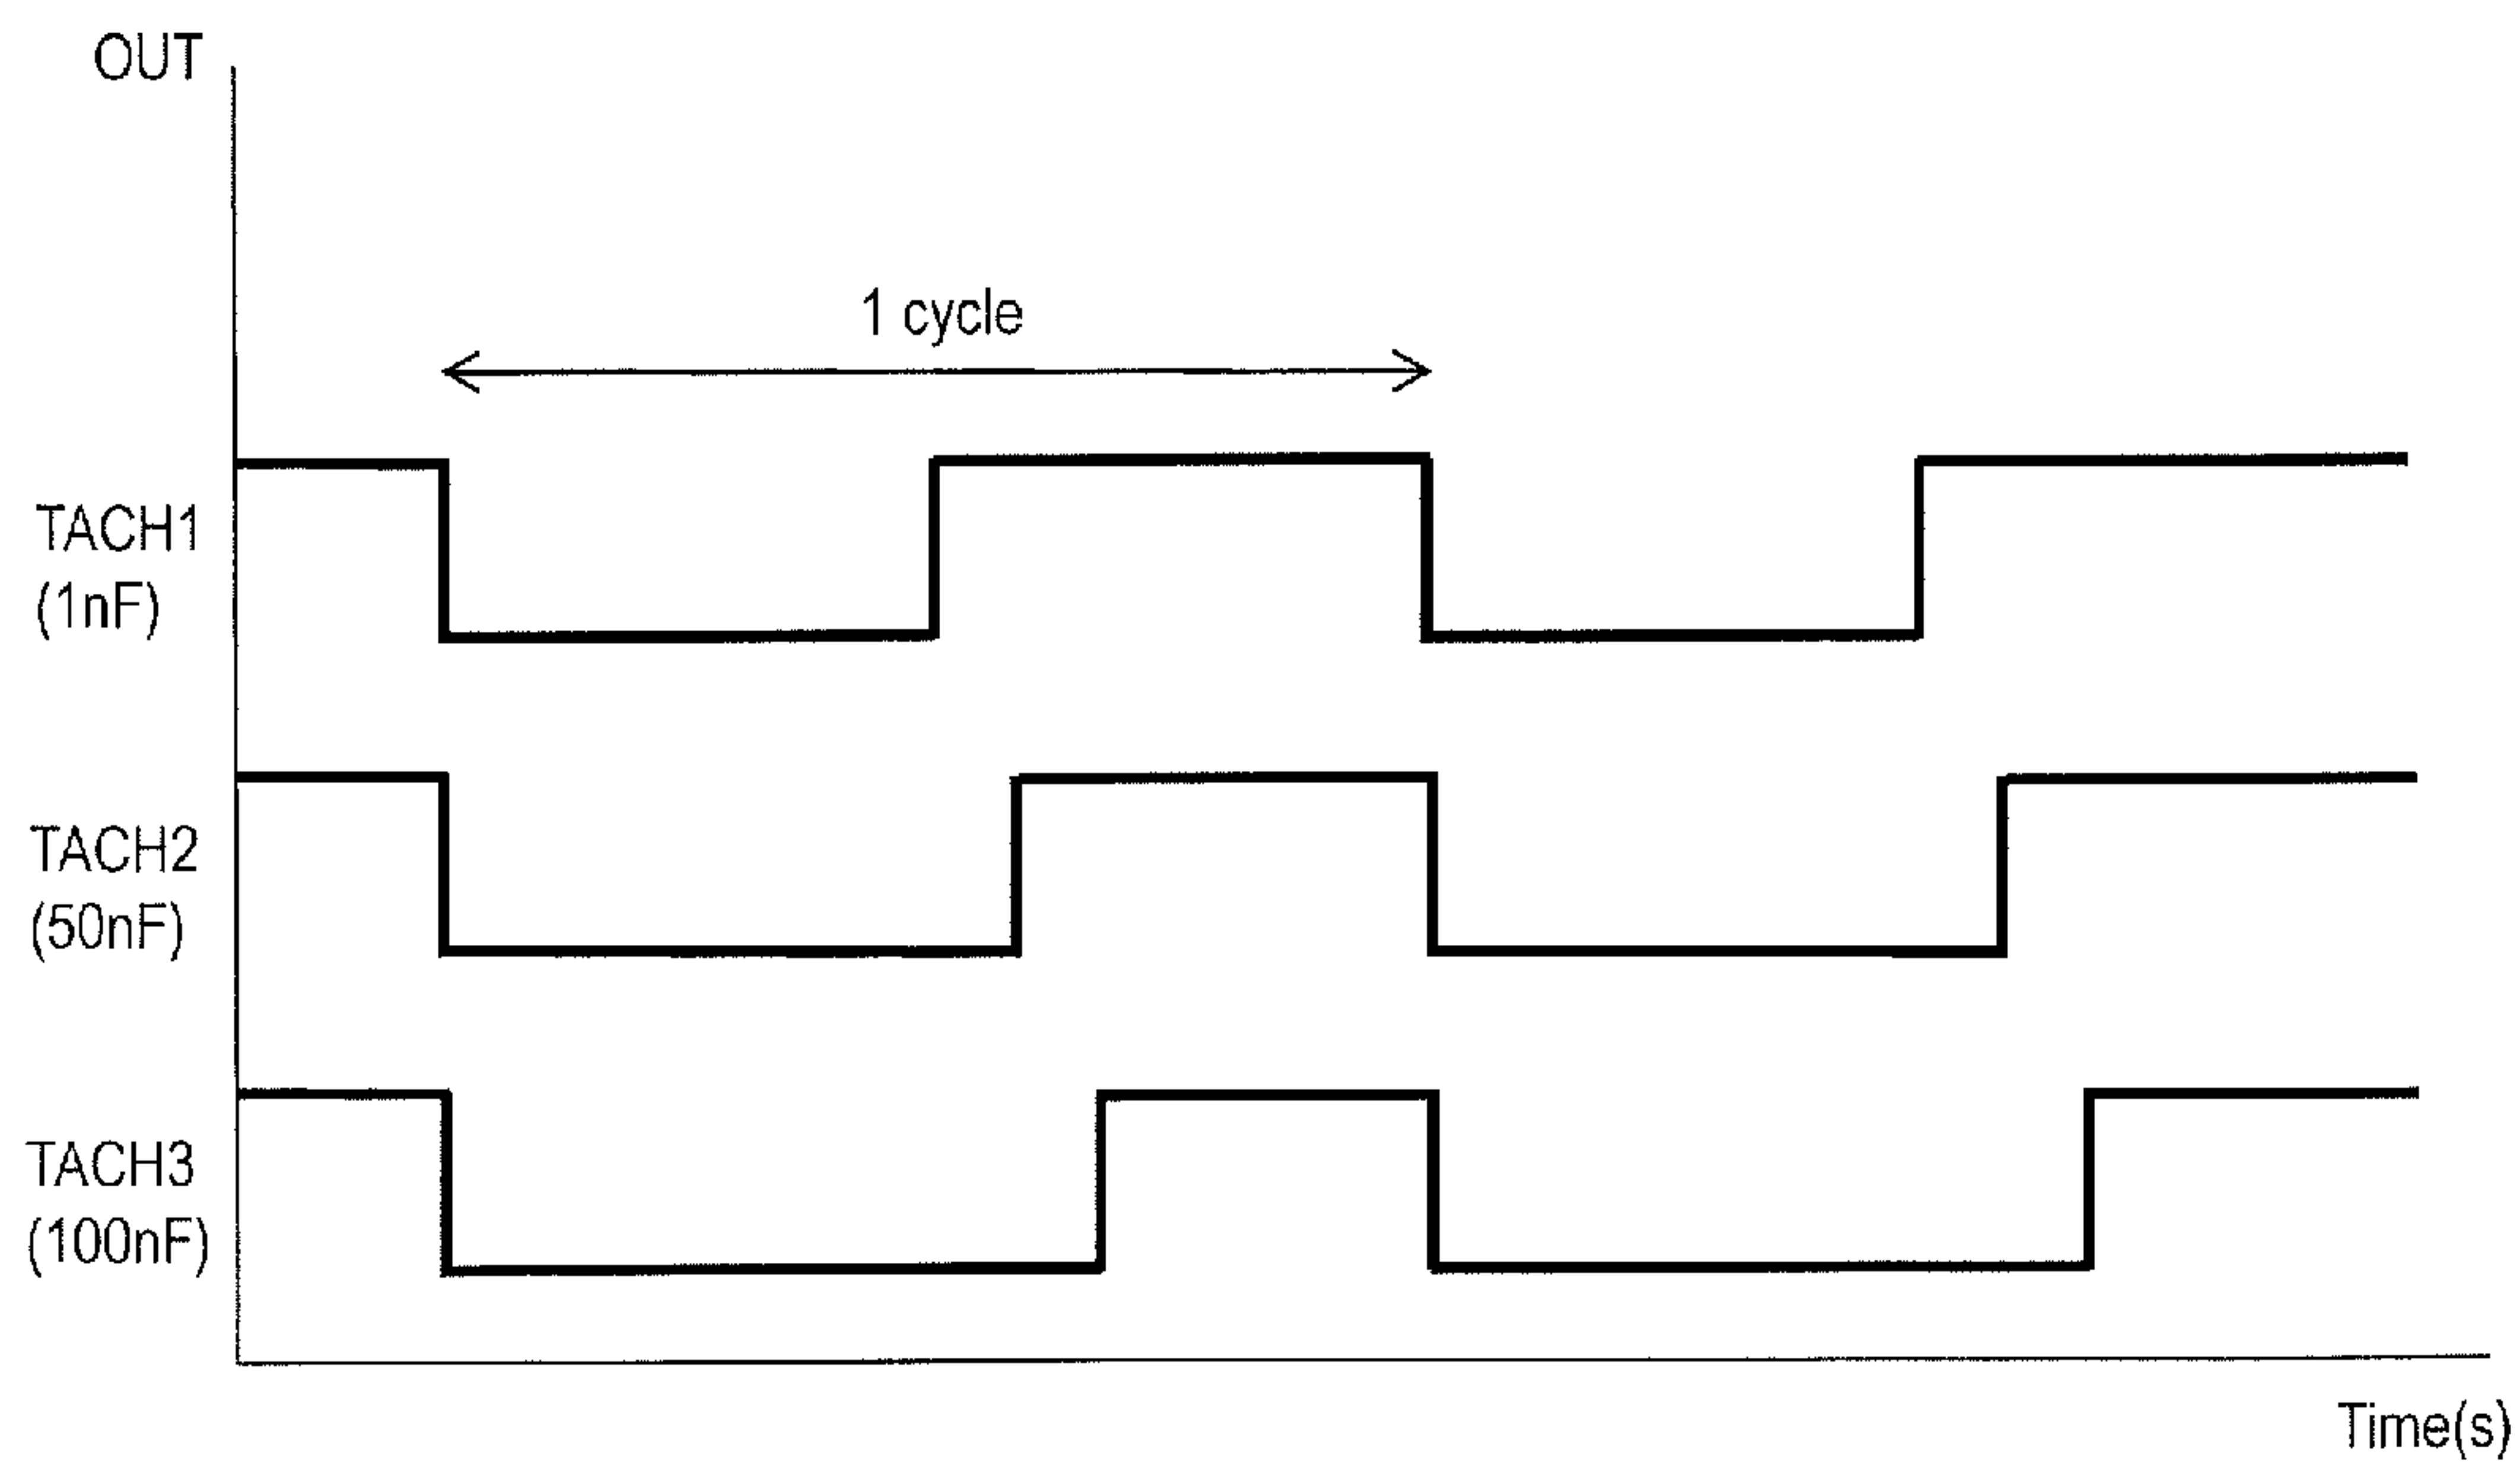 OUT
1 cycle
TACH1
(1nF)
TACH2
(50nF)
TACH3
(100nF)
Time(s)